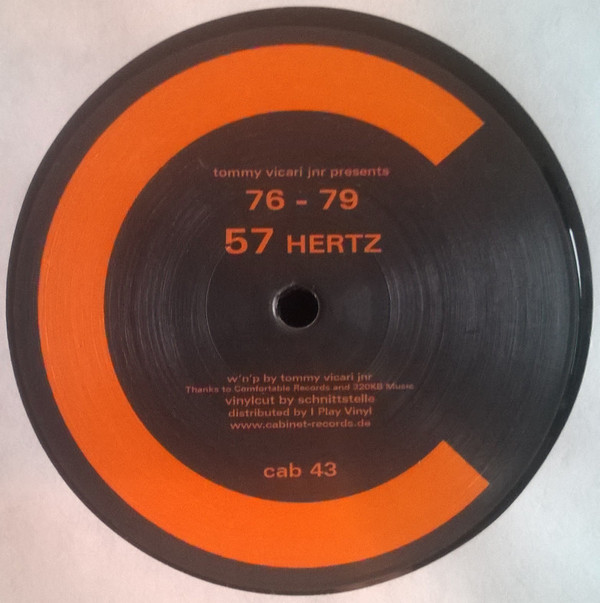 tommy vicari jnr presents
76 - 79
57 HERTZ
w'n'p by tommy vicari jnr
Thanks to Comfortable Records and 320KB Music
vinylcut by schnittstelle
distributed by I Play Vinyl
www.cabinet-records.de
cab 43